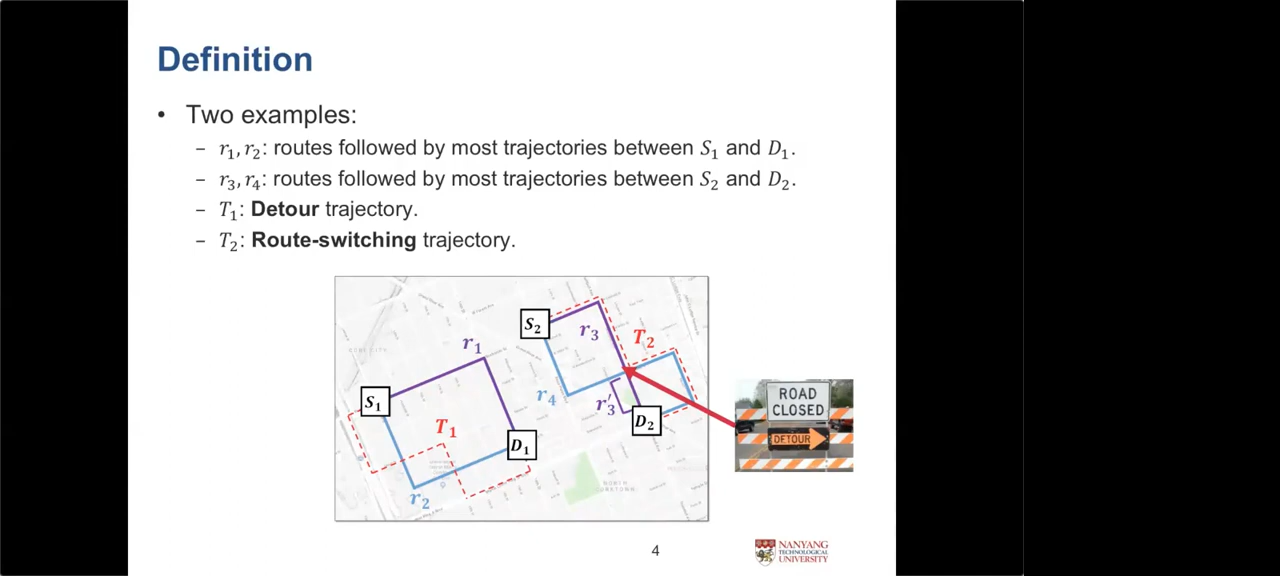 Definition
• Two examples:
– r₁, r₂: routes followed by most trajectories between S₁ and D₁.
– r₃, r₄: routes followed by most trajectories between S₂ and D₂.
– T₁: Detour trajectory.
– T₂: Route-switching trajectory.
S₂
r₃
T₂
r₁
r₄
r₃′
S₁
D₂
T₁
D₁
r₂
NORTH
ROAD
CLOSED
DETOUR
4
NANYANG
TECHNOLOGICAL
UNIVERSITY